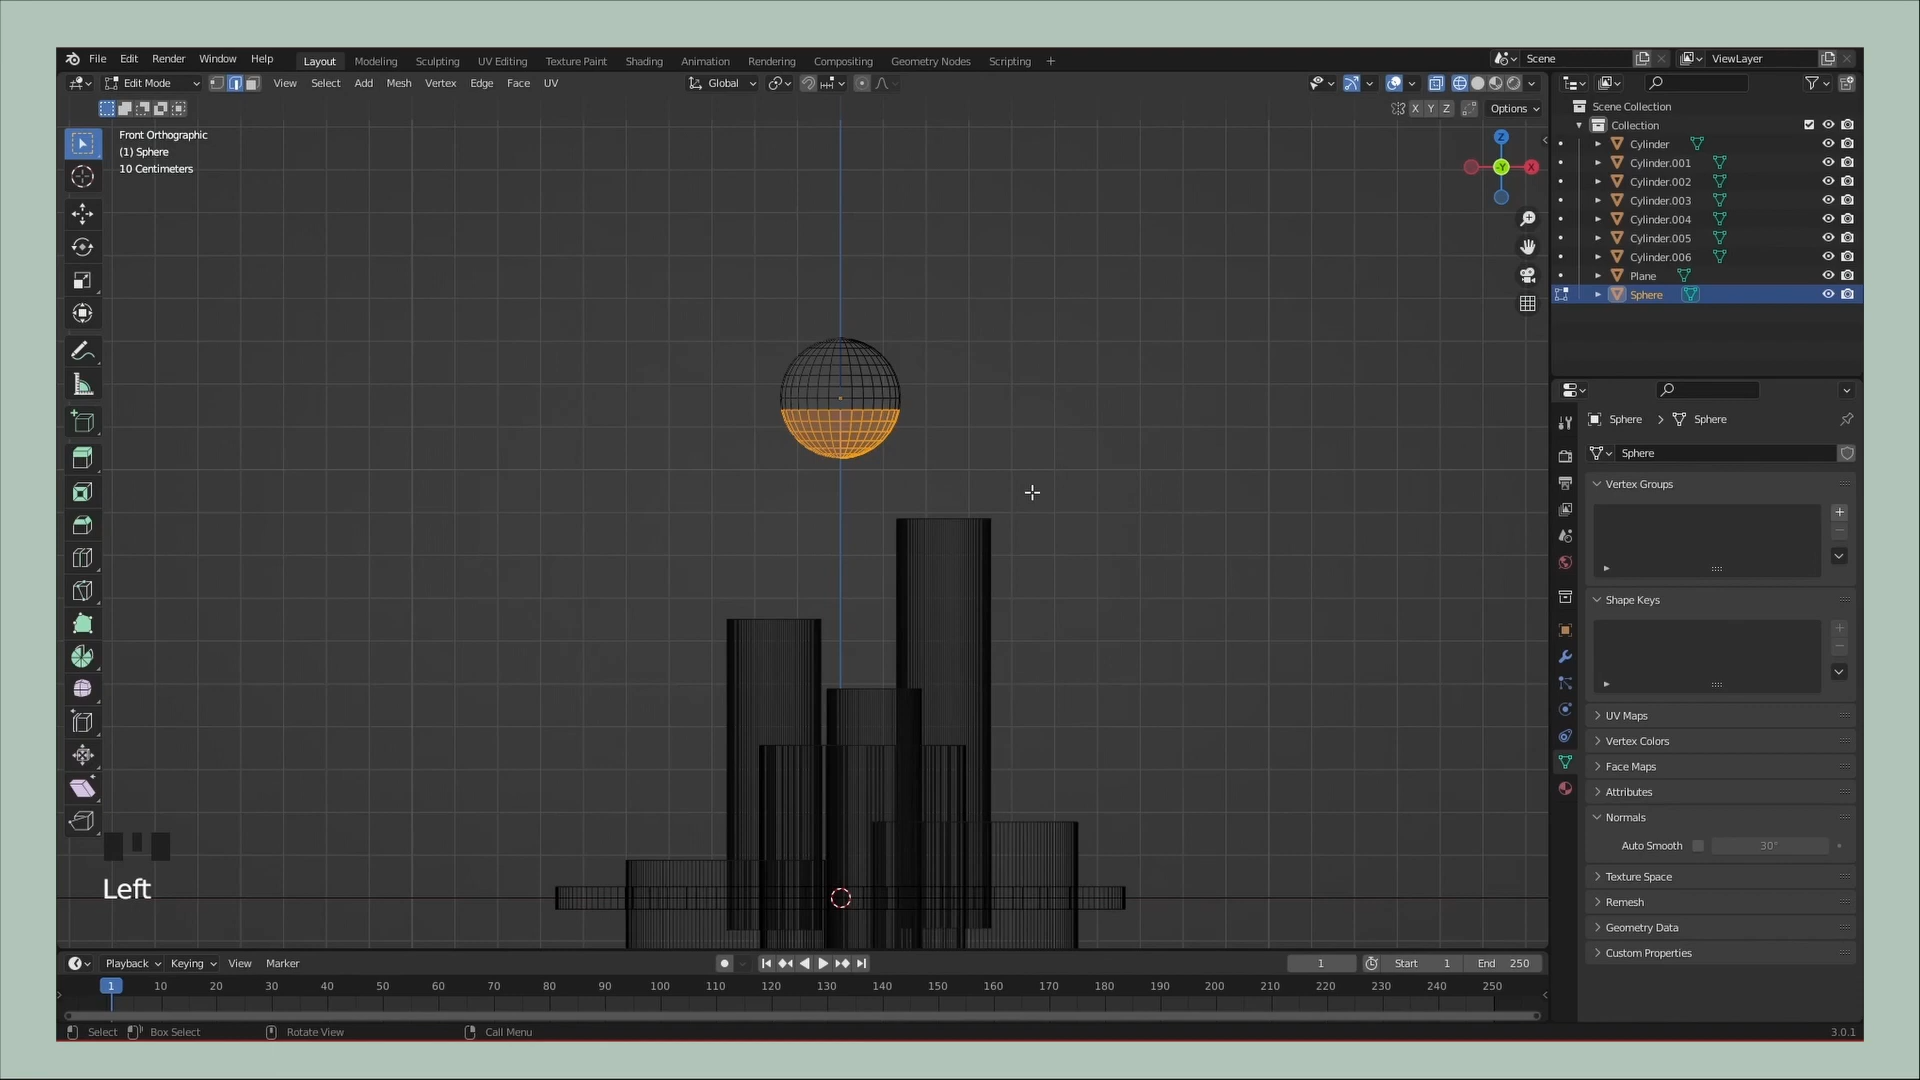 File Edit Render Window Help Layout Modeling Sculpting UV Editing Texture Paint Shading Animation Rendering Compositing Geometry Nodes Scripting + Scene ViewLayer
Edit Mode View Select Add Mesh Vertex Edge Face UV Global
X Y Z Options
Front Orthographic
(1) Sphere
10 Centimeters
Z
-Y X
Scene Collection
Collection
Cylinder
Cylinder.001
Cylinder.002
Cylinder.003
Cylinder.004
Cylinder.005
Cylinder.006
Plane
Sphere
Sphere > Sphere
Sphere
Vertex Groups
Shape Keys
UV Maps
Vertex Colors
Face Maps
Attributes
Normals
Auto Smooth 30°
Texture Space
Remesh
Geometry Data
Custom Properties
Left
Playback Keying View Marker 1 Start 1 End 250
1 10 20 30 40 50 60 70 80 90 100 110 120 130 140 150 160 170 180 190 200 210 220 230 240 250
Select Box Select Rotate View Call Menu 3.0.1